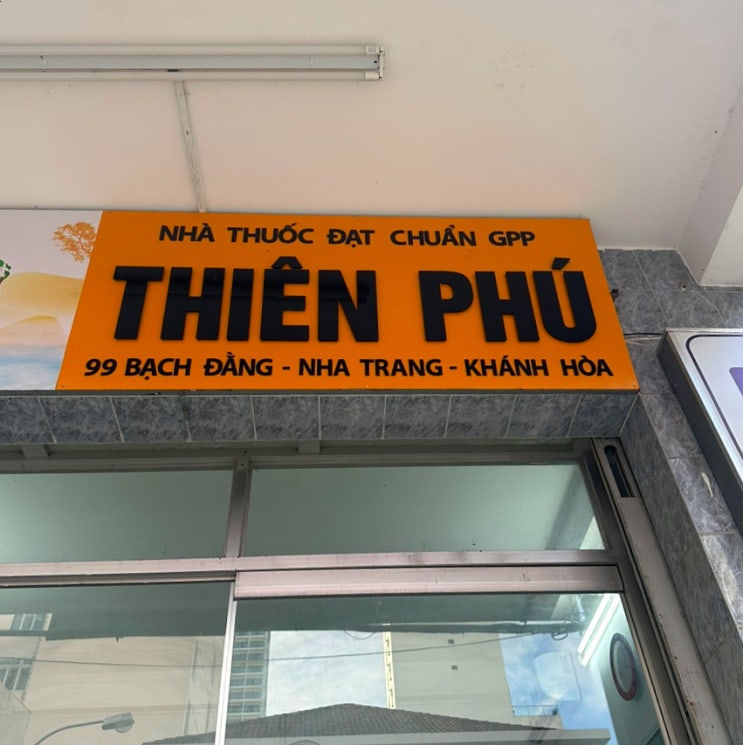 NHÀ THUỐC ĐẠT CHUẨN GPP
THIÊN PHÚ
99 BẠCH ĐẰNG - NHA TRANG - KHÁNH HÒA